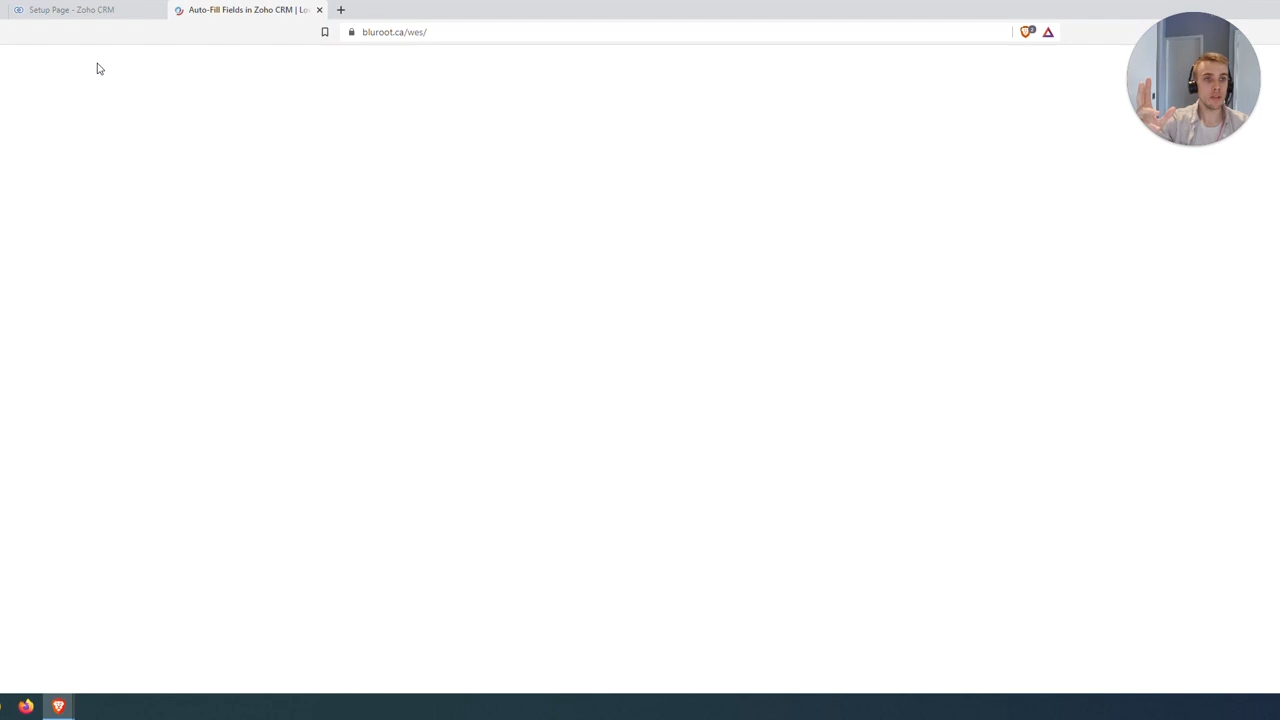 Setup Page - Zoho CRM
Auto-Fill Fields in Zoho CRM | Lo
bluroot.ca/wes/